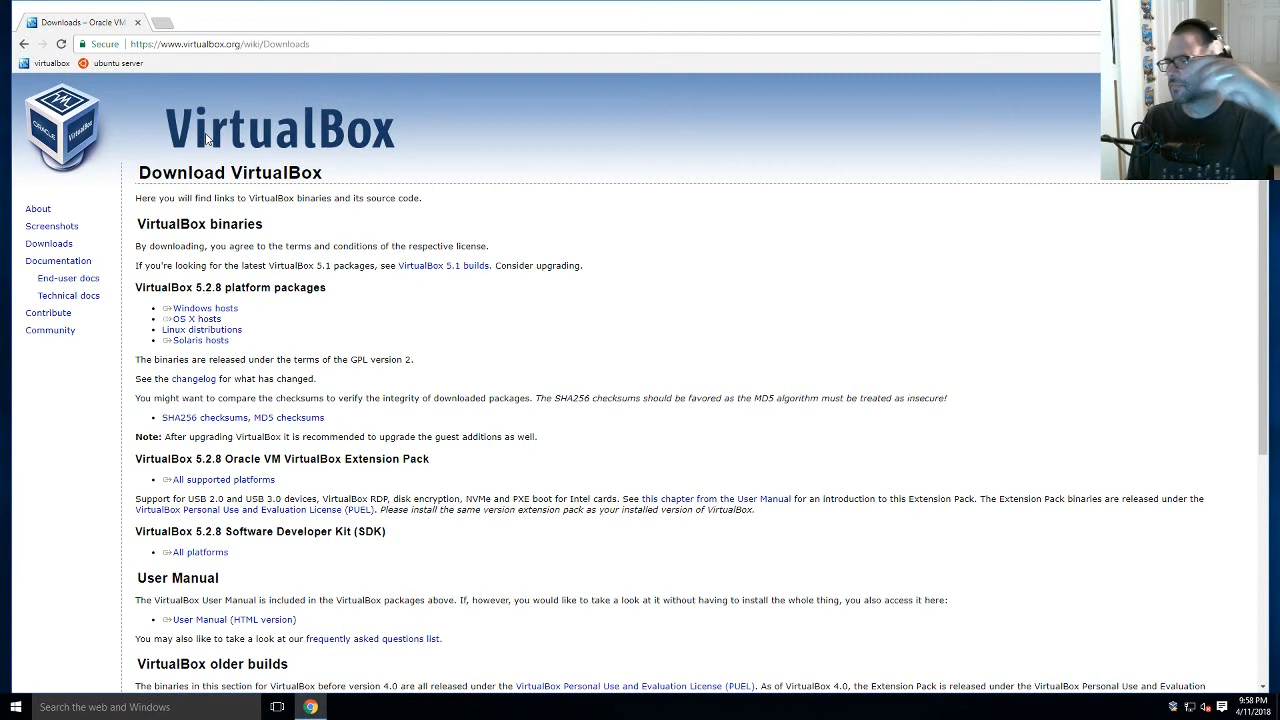 Downloads – Oracle VM
Secure https://www.virtualbox.org/wiki/Downloads
virtualbox ubuntu server
ORACLE VirtualBox
VirtualBox
Download VirtualBox
Here you will find links to VirtualBox binaries and its source code.
About
Screenshots
Downloads
Documentation
End-user docs
Technical docs
Contribute
Community
VirtualBox binaries
By downloading, you agree to the terms and conditions of the respective license.
If you're looking for the latest VirtualBox 5.1 packages, see VirtualBox 5.1 builds. Consider upgrading.
VirtualBox 5.2.8 platform packages
Windows hosts
OS X hosts
Linux distributions
Solaris hosts
The binaries are released under the terms of the GPL version 2.
See the changelog for what has changed.
You might want to compare the checksums to verify the integrity of downloaded packages. The SHA256 checksums should be favored as the MD5 algorithm must be treated as insecure!
SHA256 checksums, MD5 checksums
Note: After upgrading VirtualBox it is recommended to upgrade the guest additions as well.
VirtualBox 5.2.8 Oracle VM VirtualBox Extension Pack
All supported platforms
Support for USB 2.0 and USB 3.0 devices, VirtualBox RDP, disk encryption, NVMe and PXE boot for Intel cards. See this chapter from the User Manual for an introduction to this Extension Pack. The Extension Pack binaries are released under the
VirtualBox Personal Use and Evaluation License (PUEL). Please install the same version extension pack as your installed version of VirtualBox.
VirtualBox 5.2.8 Software Developer Kit (SDK)
All platforms
User Manual
The VirtualBox User Manual is included in the VirtualBox packages above. If, however, you would like to take a look at it without having to install the whole thing, you also access it here:
User Manual (HTML version)
You may also like to take a look at our frequently asked questions list.
VirtualBox older builds
The binaries in this section for VirtualBox before version 4.0 are all released under the VirtualBox Personal Use and Evaluation License (PUEL). As of VirtualBox 4.0, the Extension Pack is released under the VirtualBox Personal Use and Evaluation
Search the web and Windows
9:58 PM
4/11/2018